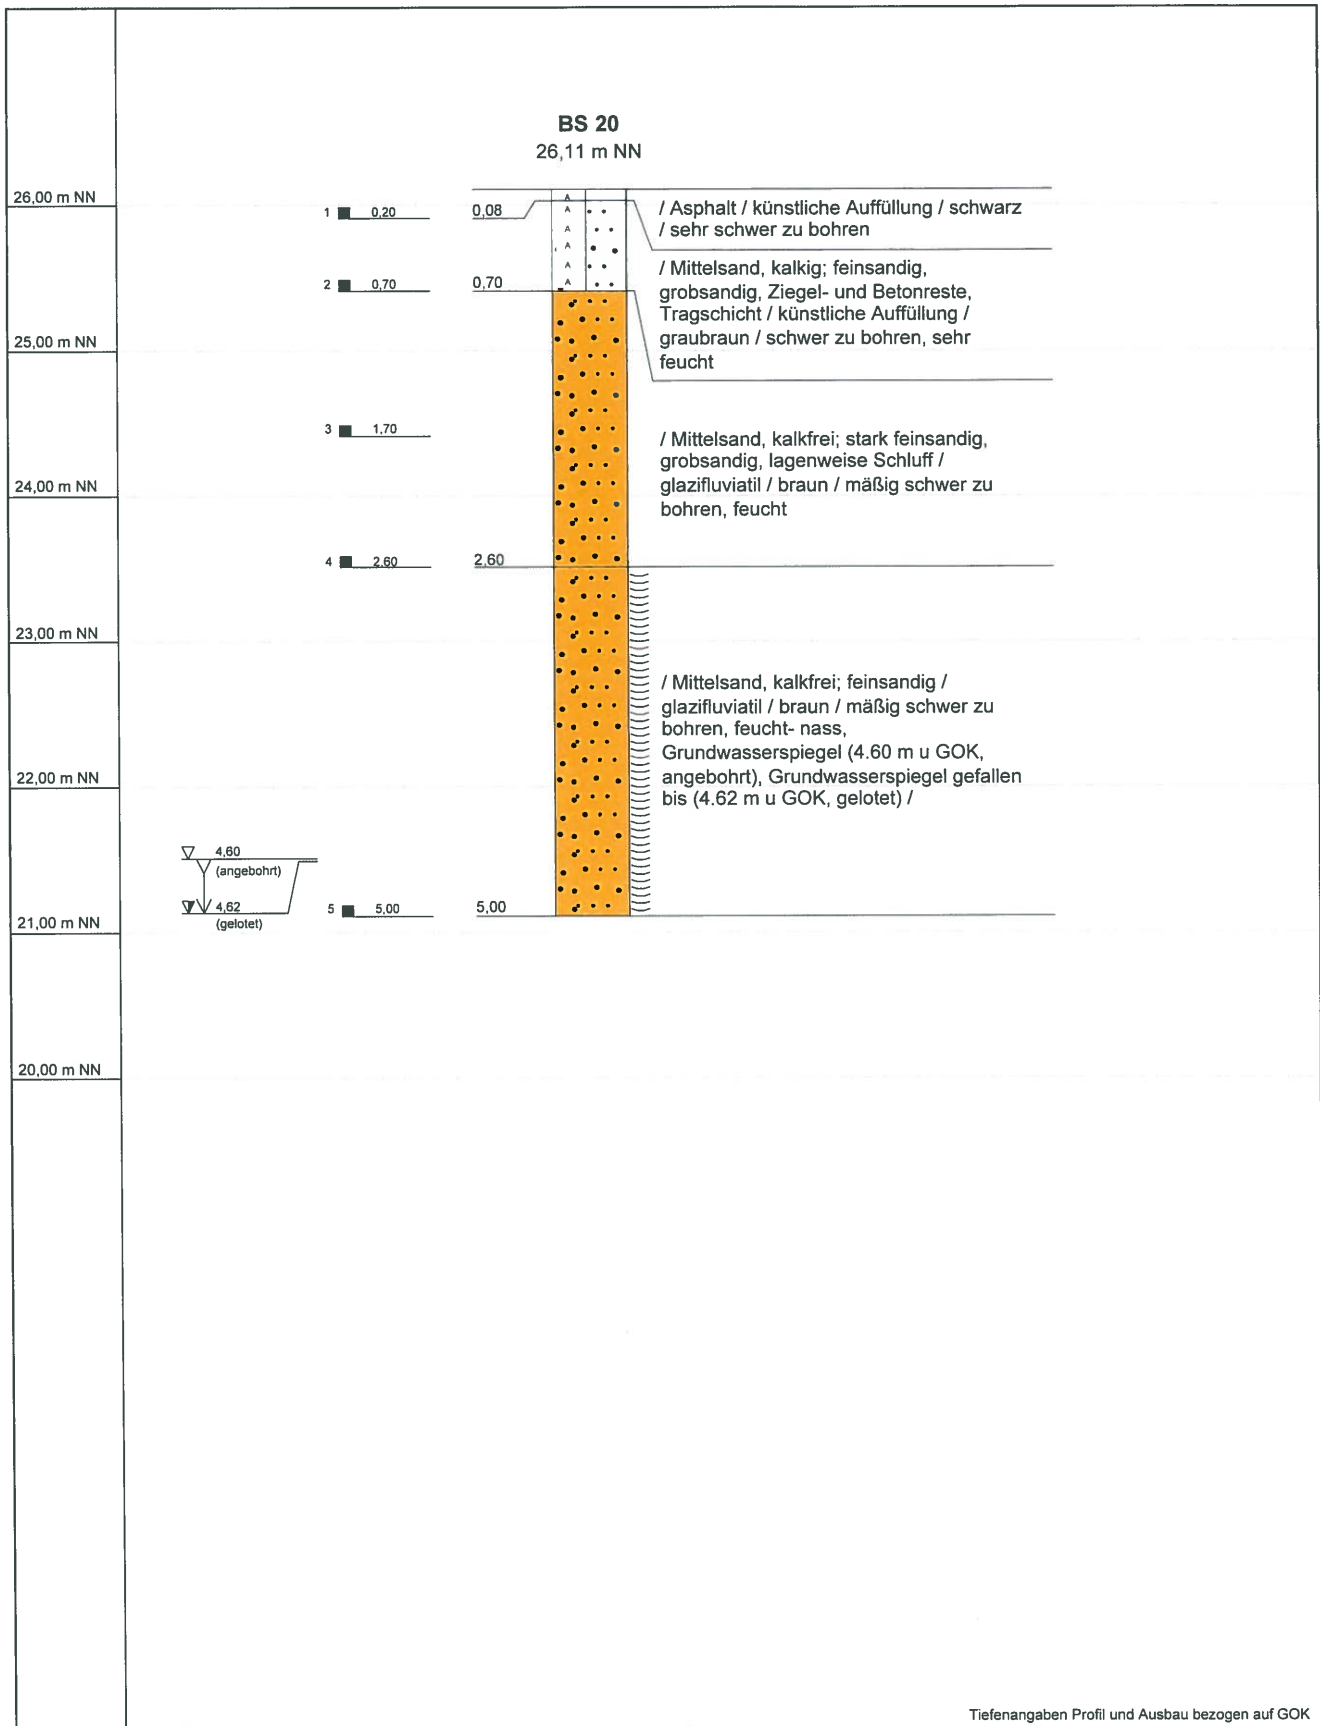 BS 20
26,11 m NN
26,00 m NN
1 0,20
0,08
A
A
A
A
A
A
/ Asphalt / künstliche Auffüllung / schwarz
/ sehr schwer zu bohren
2 0,70
0,70
/ Mittelsand, kalkig; feinsandig,
grobsandig, Ziegel- und Betonreste,
Tragschicht / künstliche Auffüllung /
graubraun / schwer zu bohren, sehr
feucht
25,00 m NN
3 1,70
/ Mittelsand, kalkfrei; stark feinsandig,
grobsandig, lagenweise Schluff /
glazifluviatil / braun / mäßig schwer zu
bohren, feucht
24,00 m NN
4 2,60
2,60
23,00 m NN
/ Mittelsand, kalkfrei; feinsandig /
glazifluviatil / braun / mäßig schwer zu
bohren, feucht- nass,
Grundwasserspiegel (4.60 m u GOK,
angebohrt), Grundwasserspiegel gefallen
bis (4.62 m u GOK, gelotet) /
22,00 m NN
4,60
(angebohrt)
4,62
(gelotet)
5 5,00
5,00
21,00 m NN
20,00 m NN
Tiefenangaben Profil und Ausbau bezogen auf GOK